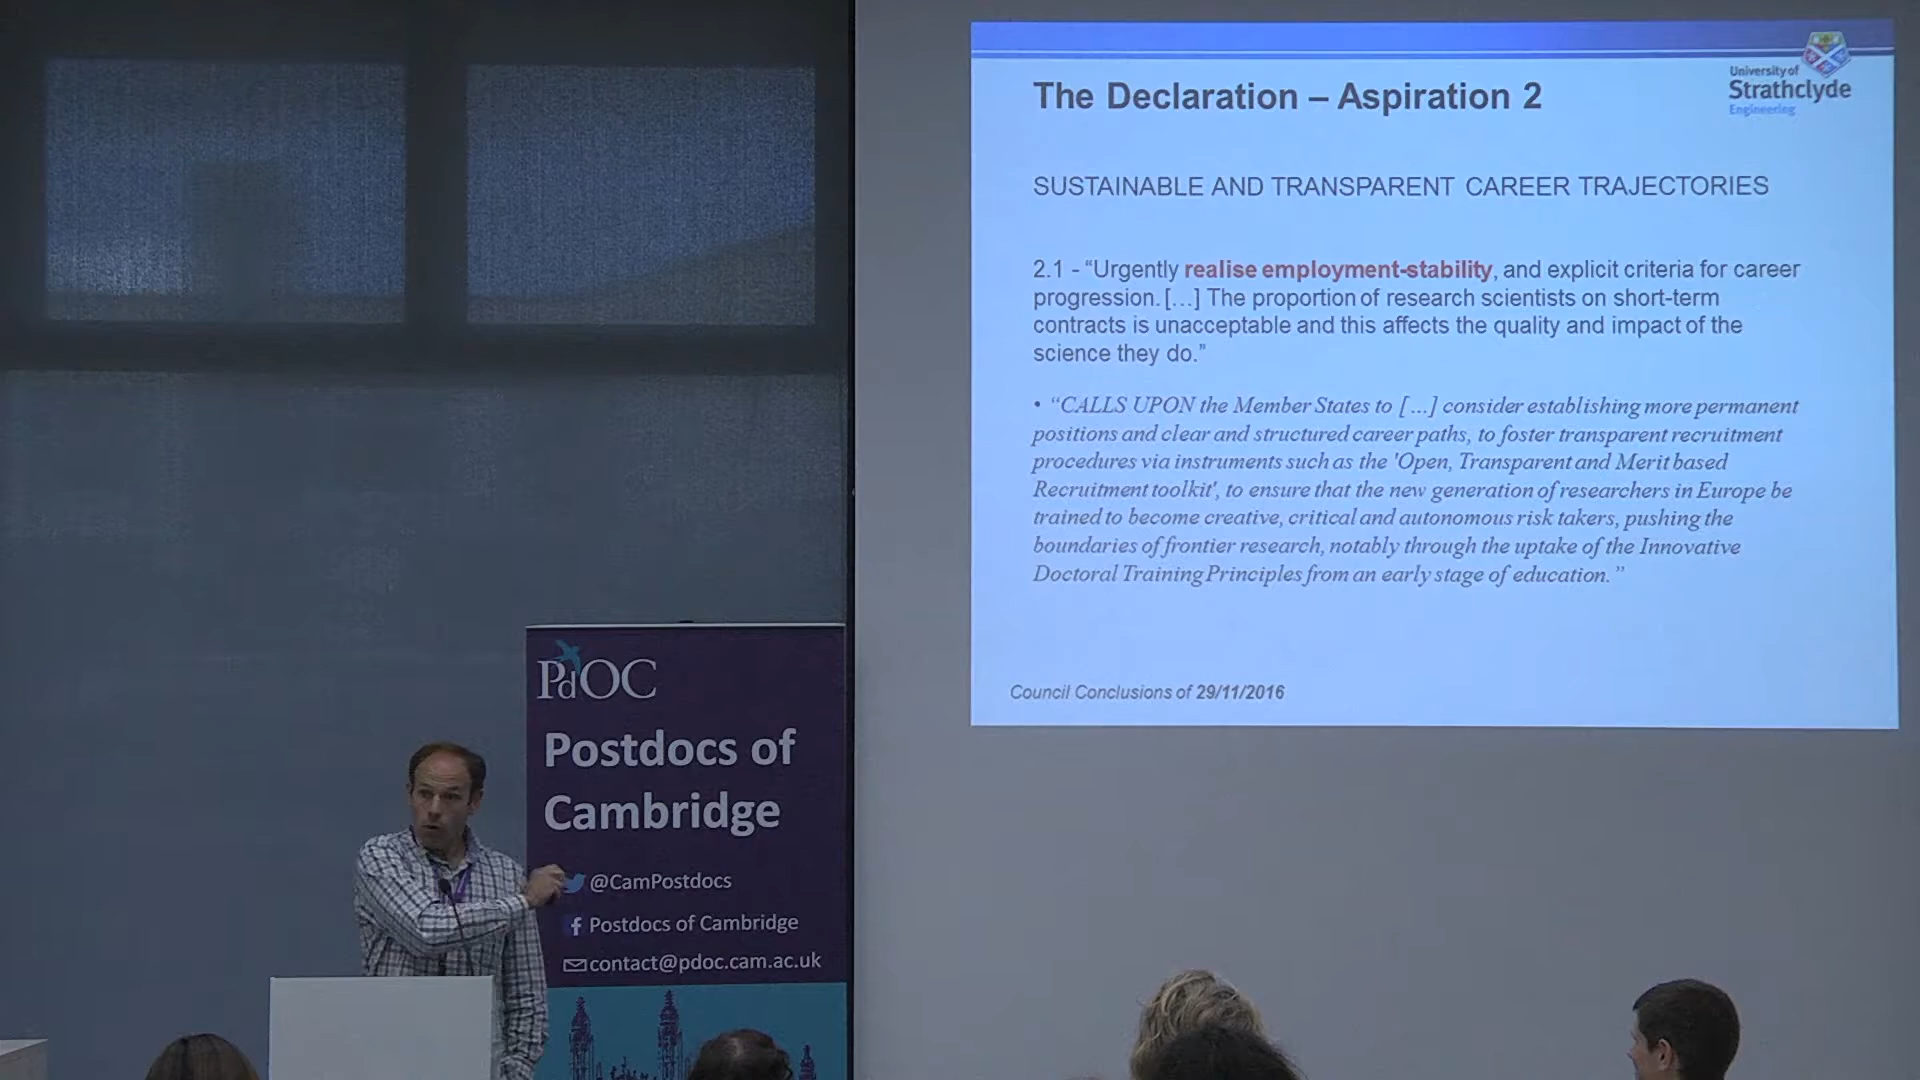 University of
Strathclyde
Engineering
The Declaration – Aspiration 2
SUSTAINABLE AND TRANSPARENT CAREER TRAJECTORIES
2.1 - “Urgently realise employment-stability, and explicit criteria for career
progression. […] The proportion of research scientists on short-term
contracts is unacceptable and this affects the quality and impact of the
science they do.”
• “CALLS UPON the Member States to […] consider establishing more permanent
positions and clear and structured career paths, to foster transparent recruitment
procedures via instruments such as the 'Open, Transparent and Merit based
Recruitment toolkit', to ensure that the new generation of researchers in Europe be
trained to become creative, critical and autonomous risk takers, pushing the
boundaries of frontier research, notably through the uptake of the Innovative
Doctoral Training Principles from an early stage of education.”
Council Conclusions of 29/11/2016
PdOC
Postdocs of
Cambridge
@CamPostdocs
f Postdocs of Cambridge
contact@pdoc.cam.ac.uk